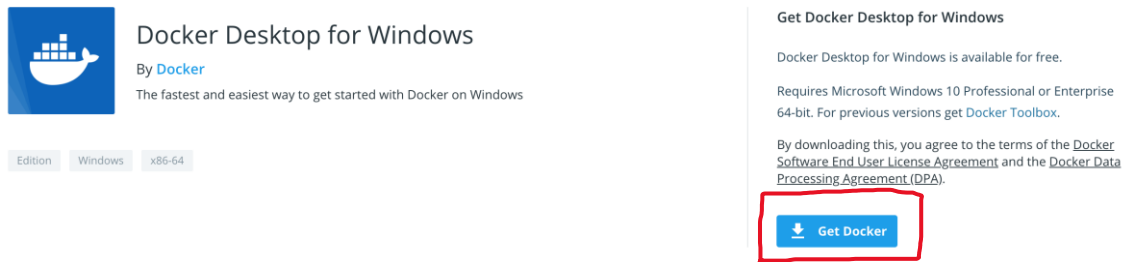 Docker Desktop for Windows
By Docker
The fastest and easiest way to get started with Docker on Windows
Edition Windows x86-64
Get Docker Desktop for Windows
Docker Desktop for Windows is available for free.
Requires Microsoft Windows 10 Professional or Enterprise
64-bit. For previous versions get Docker Toolbox.
By downloading this, you agree to the terms of the Docker
Software End User License Agreement and the Docker Data
Processing Agreement (DPA).
Get Docker